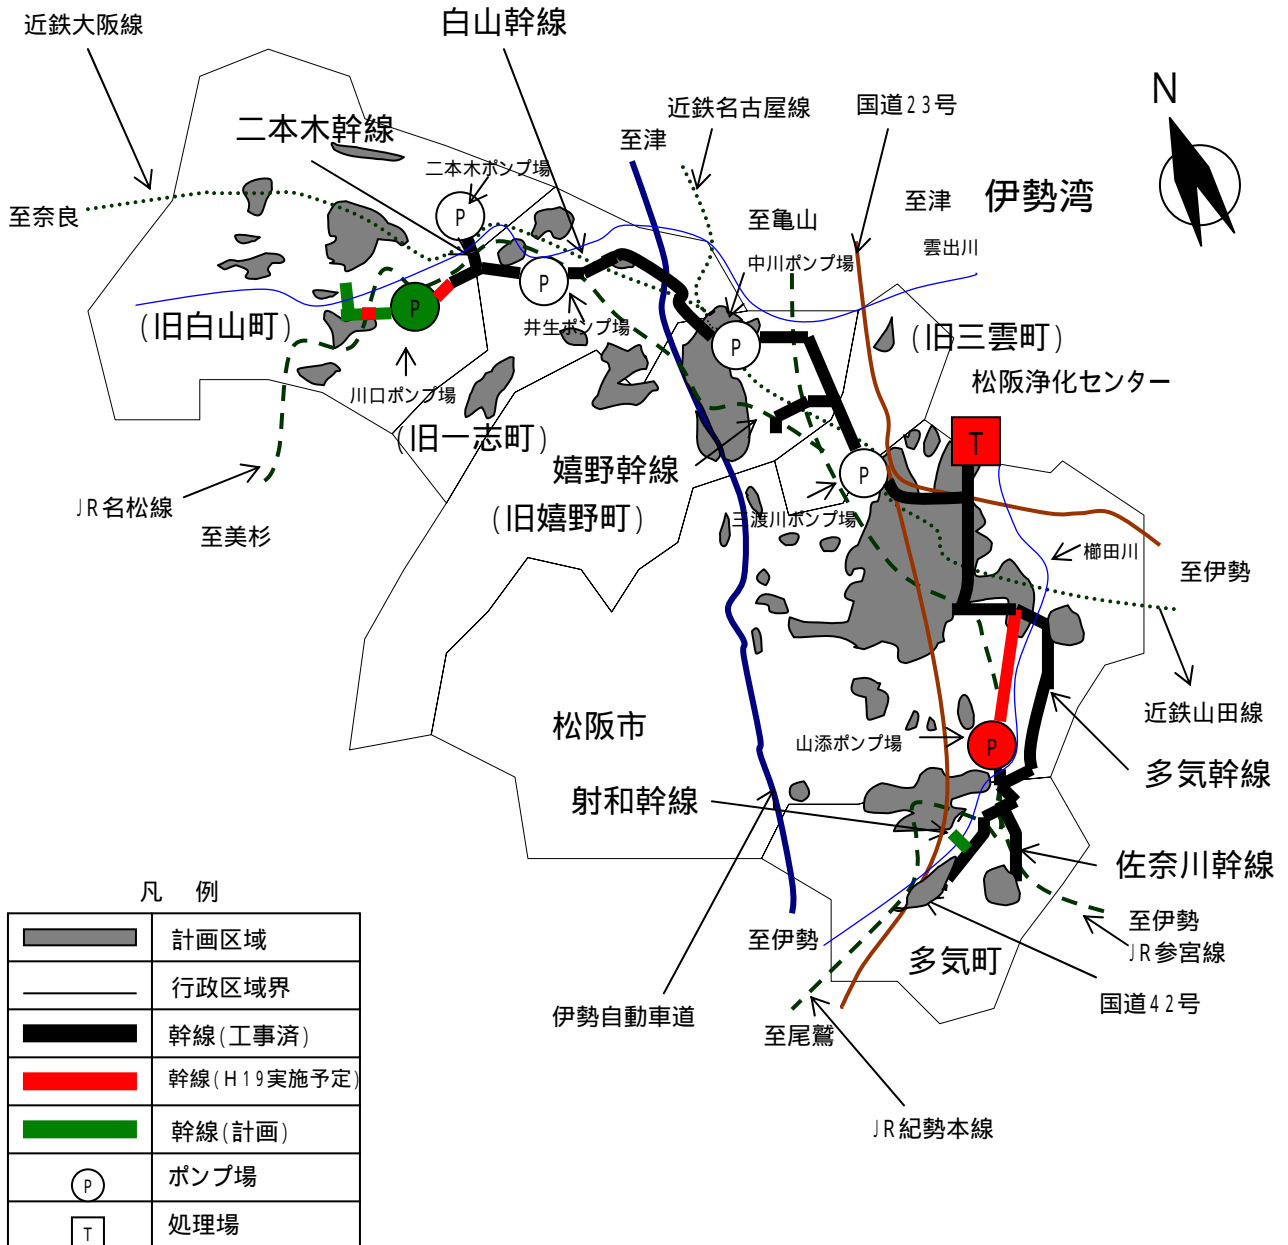 近鉄大阪線
白山幹線
近鉄名古屋線
国道23号
N
二本木幹線
至津
二本木ポンプ場
P
至奈良
至亀山
至津
伊勢湾
雲出川
中川ポンプ場
P
P
井生ポンプ場
P
(旧白山町)
(旧三雲町)
川口ポンプ場
松阪浄化センター
(旧一志町)
T
嬉野幹線
P
JR名松線
(旧嬉野町)
三渡川ポンプ場
至美杉
櫛田川
至伊勢
松阪市
近鉄山田線
山添ポンプ場
P
多気幹線
射和幹線
佐奈川幹線
至伊勢
至伊勢
JR参宮線
多気町
国道42号
伊勢自動車道
至尾鷲
JR紀勢本線
凡 例
計画区域
行政区域界
幹線(工事済)
幹線(H19実施予定)
幹線(計画)
P ポンプ場
T 処理場